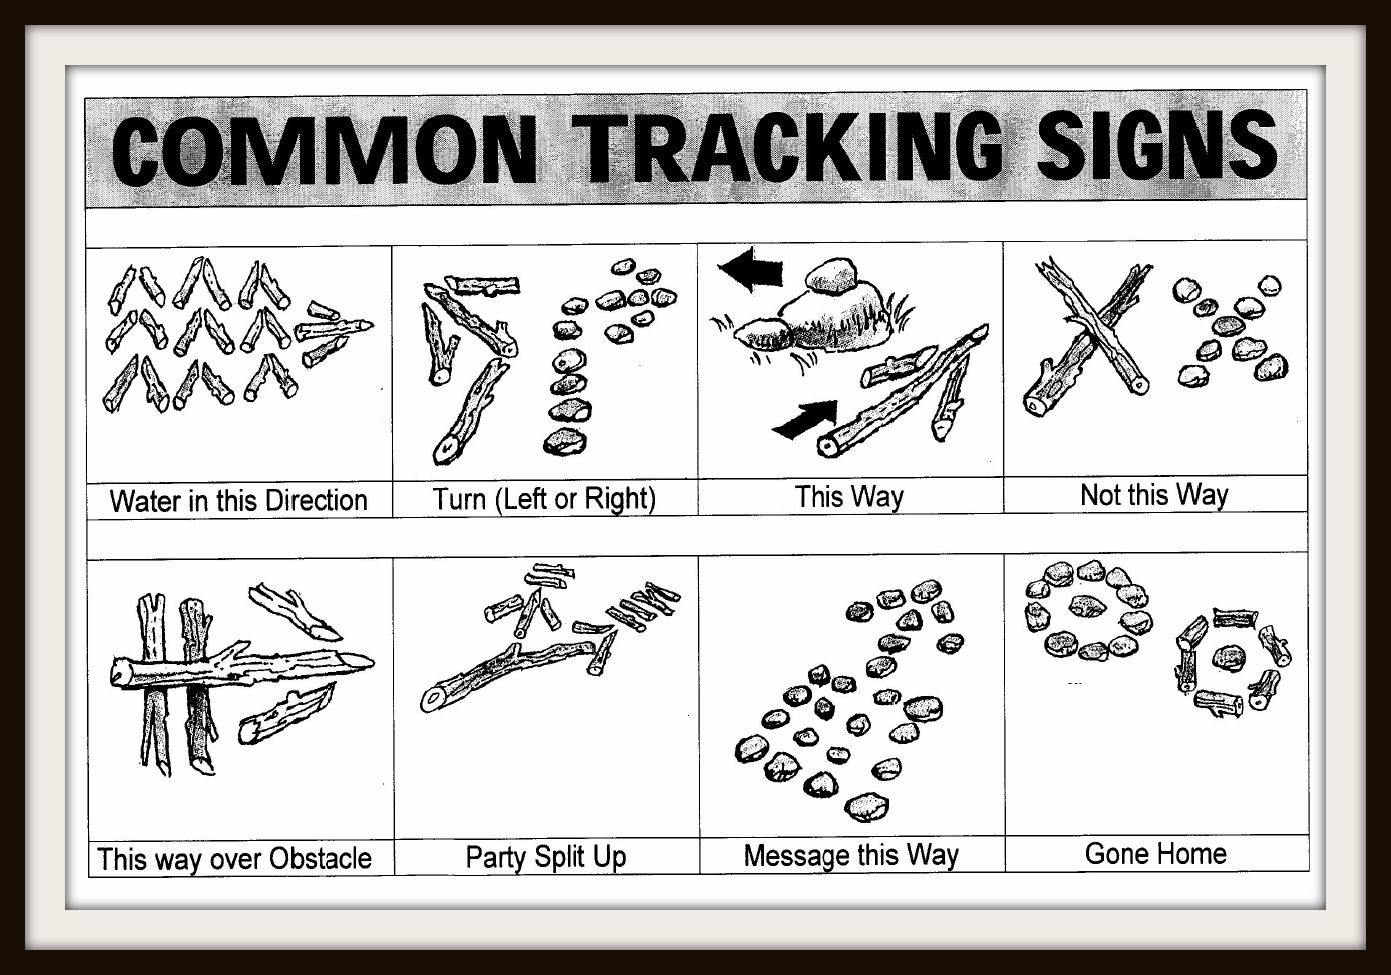 COMMON TRACKING SIGNS
Water in this Direction
Turn (Left or Right)
This Way
Not this Way
This way over Obstacle
Party Split Up
Message this Way
Gone Home